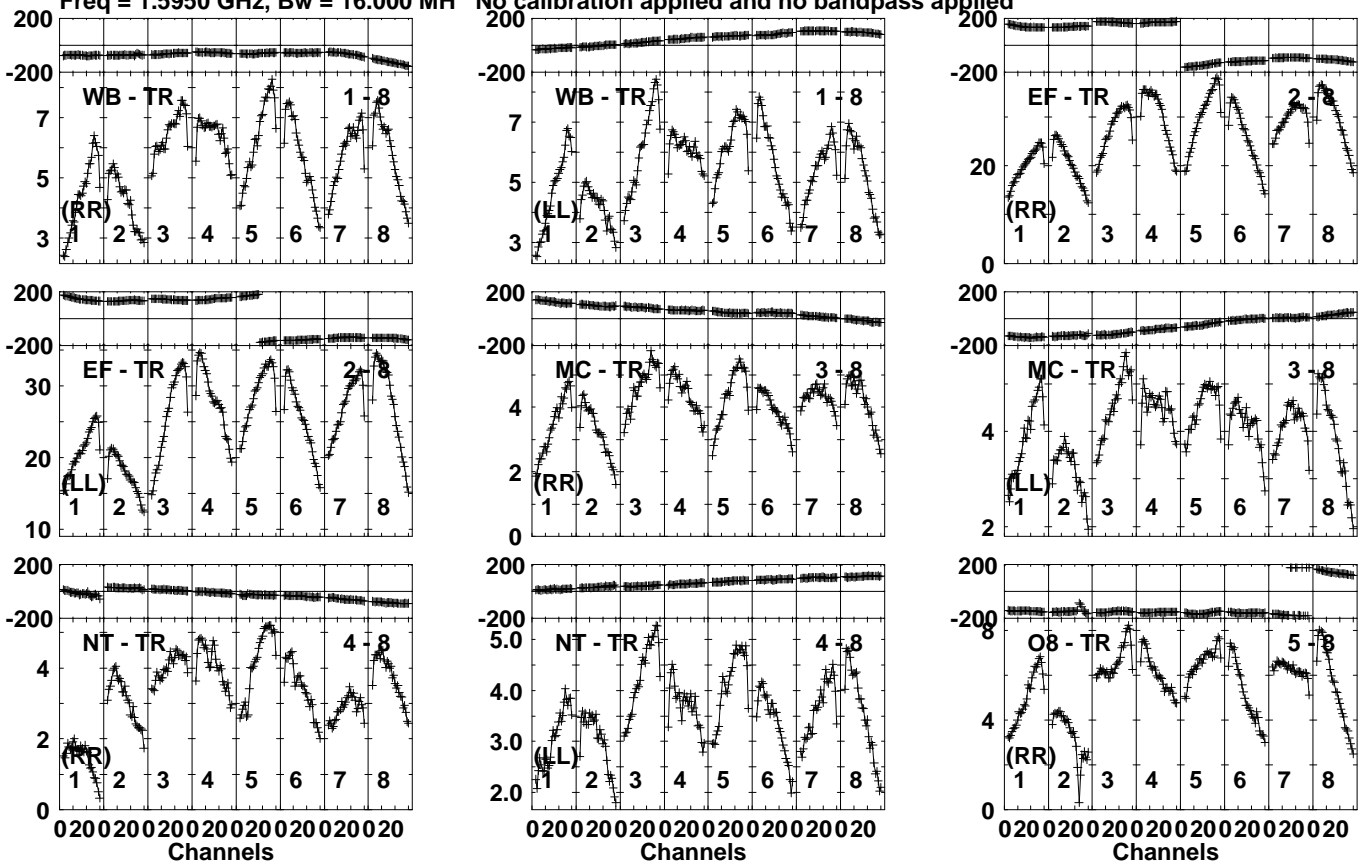 Freq = 1.5950 GHz, Bw = 16.000 MH No calibration applied and no bandpass applied
200 200 200
-200 -200 -200
WB - TR 1 - 8 WB - TR 1 - 8 EF - TR 2 - 8
7 7
20
5 5
(RR) (LL) (RR)
3 3
1 2 3 4 5 6 7 8 1 2 3 4 5 6 7 8 1 2 3 4 5 6 7 8
0
200 200 200
-200 -200 -200
EF - TR 2 - 8 MC - TR 3 - 8 MC - TR 3 - 8
30
4 4
20
2
(LL) (RR) (LL)
1 2 3 4 5 6 7 8 1 2 3 4 5 6 7 8 1 2 3 4 5 6 7 8
10 0 2
200 200 200
-200 -200 -200
8
5.0
NT - TR 4 - 8 NT - TR 4 - 8 O8 - TR 5 - 8
4 4.0
4
2 3.0
(RR) (LL) (RR)
1 2 3 4 5 6 7 8 1 2 3 4 5 6 7 8 1 2 3 4 5 6 7 8
0 2.0 0
0 20 0 20 0 20 0 20 0 20 0 20 0 20 0 20 0 20 0 20 0 20 0 20 0 20 0 20 0 20 0 20 0 20 0 20 0 20 0 20 0 20 0 20 0 20 0 20
Channels Channels Channels